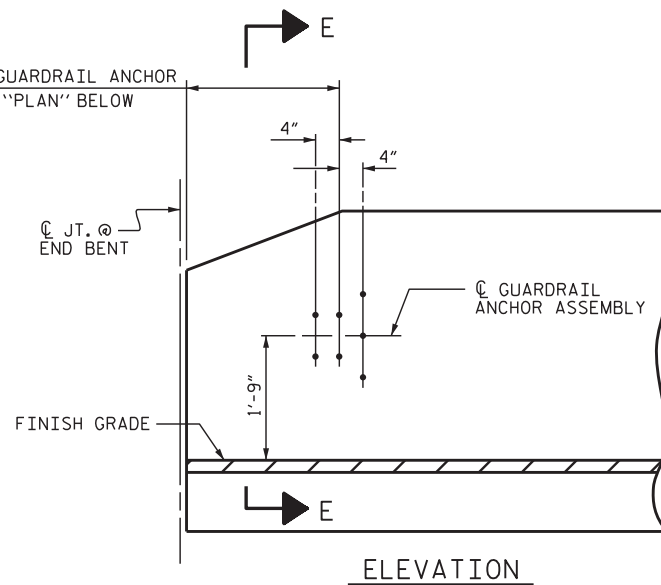 E
GUARDRAIL ANCHOR
"PLAN" BELOW
4"
4"
℄ JT. @
END BENT
℄ GUARDRAIL
ANCHOR ASSEMBLY
1'-9"
FINISH GRADE
E
ELEVATION